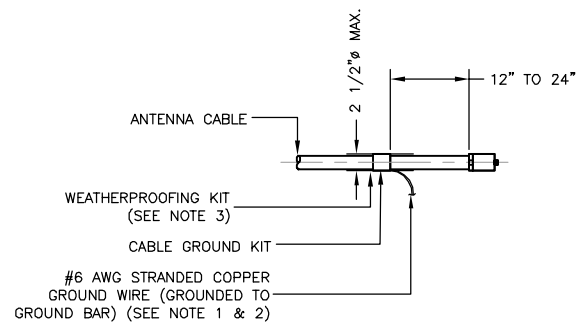 2 1/2"ø MAX.
12" TO 24"
ANTENNA CABLE
WEATHERPROOFING KIT
(SEE NOTE 3)
CABLE GROUND KIT
#6 AWG STRANDED COPPER
GROUND WIRE (GROUNDED TO
GROUND BAR) (SEE NOTE 1 & 2)